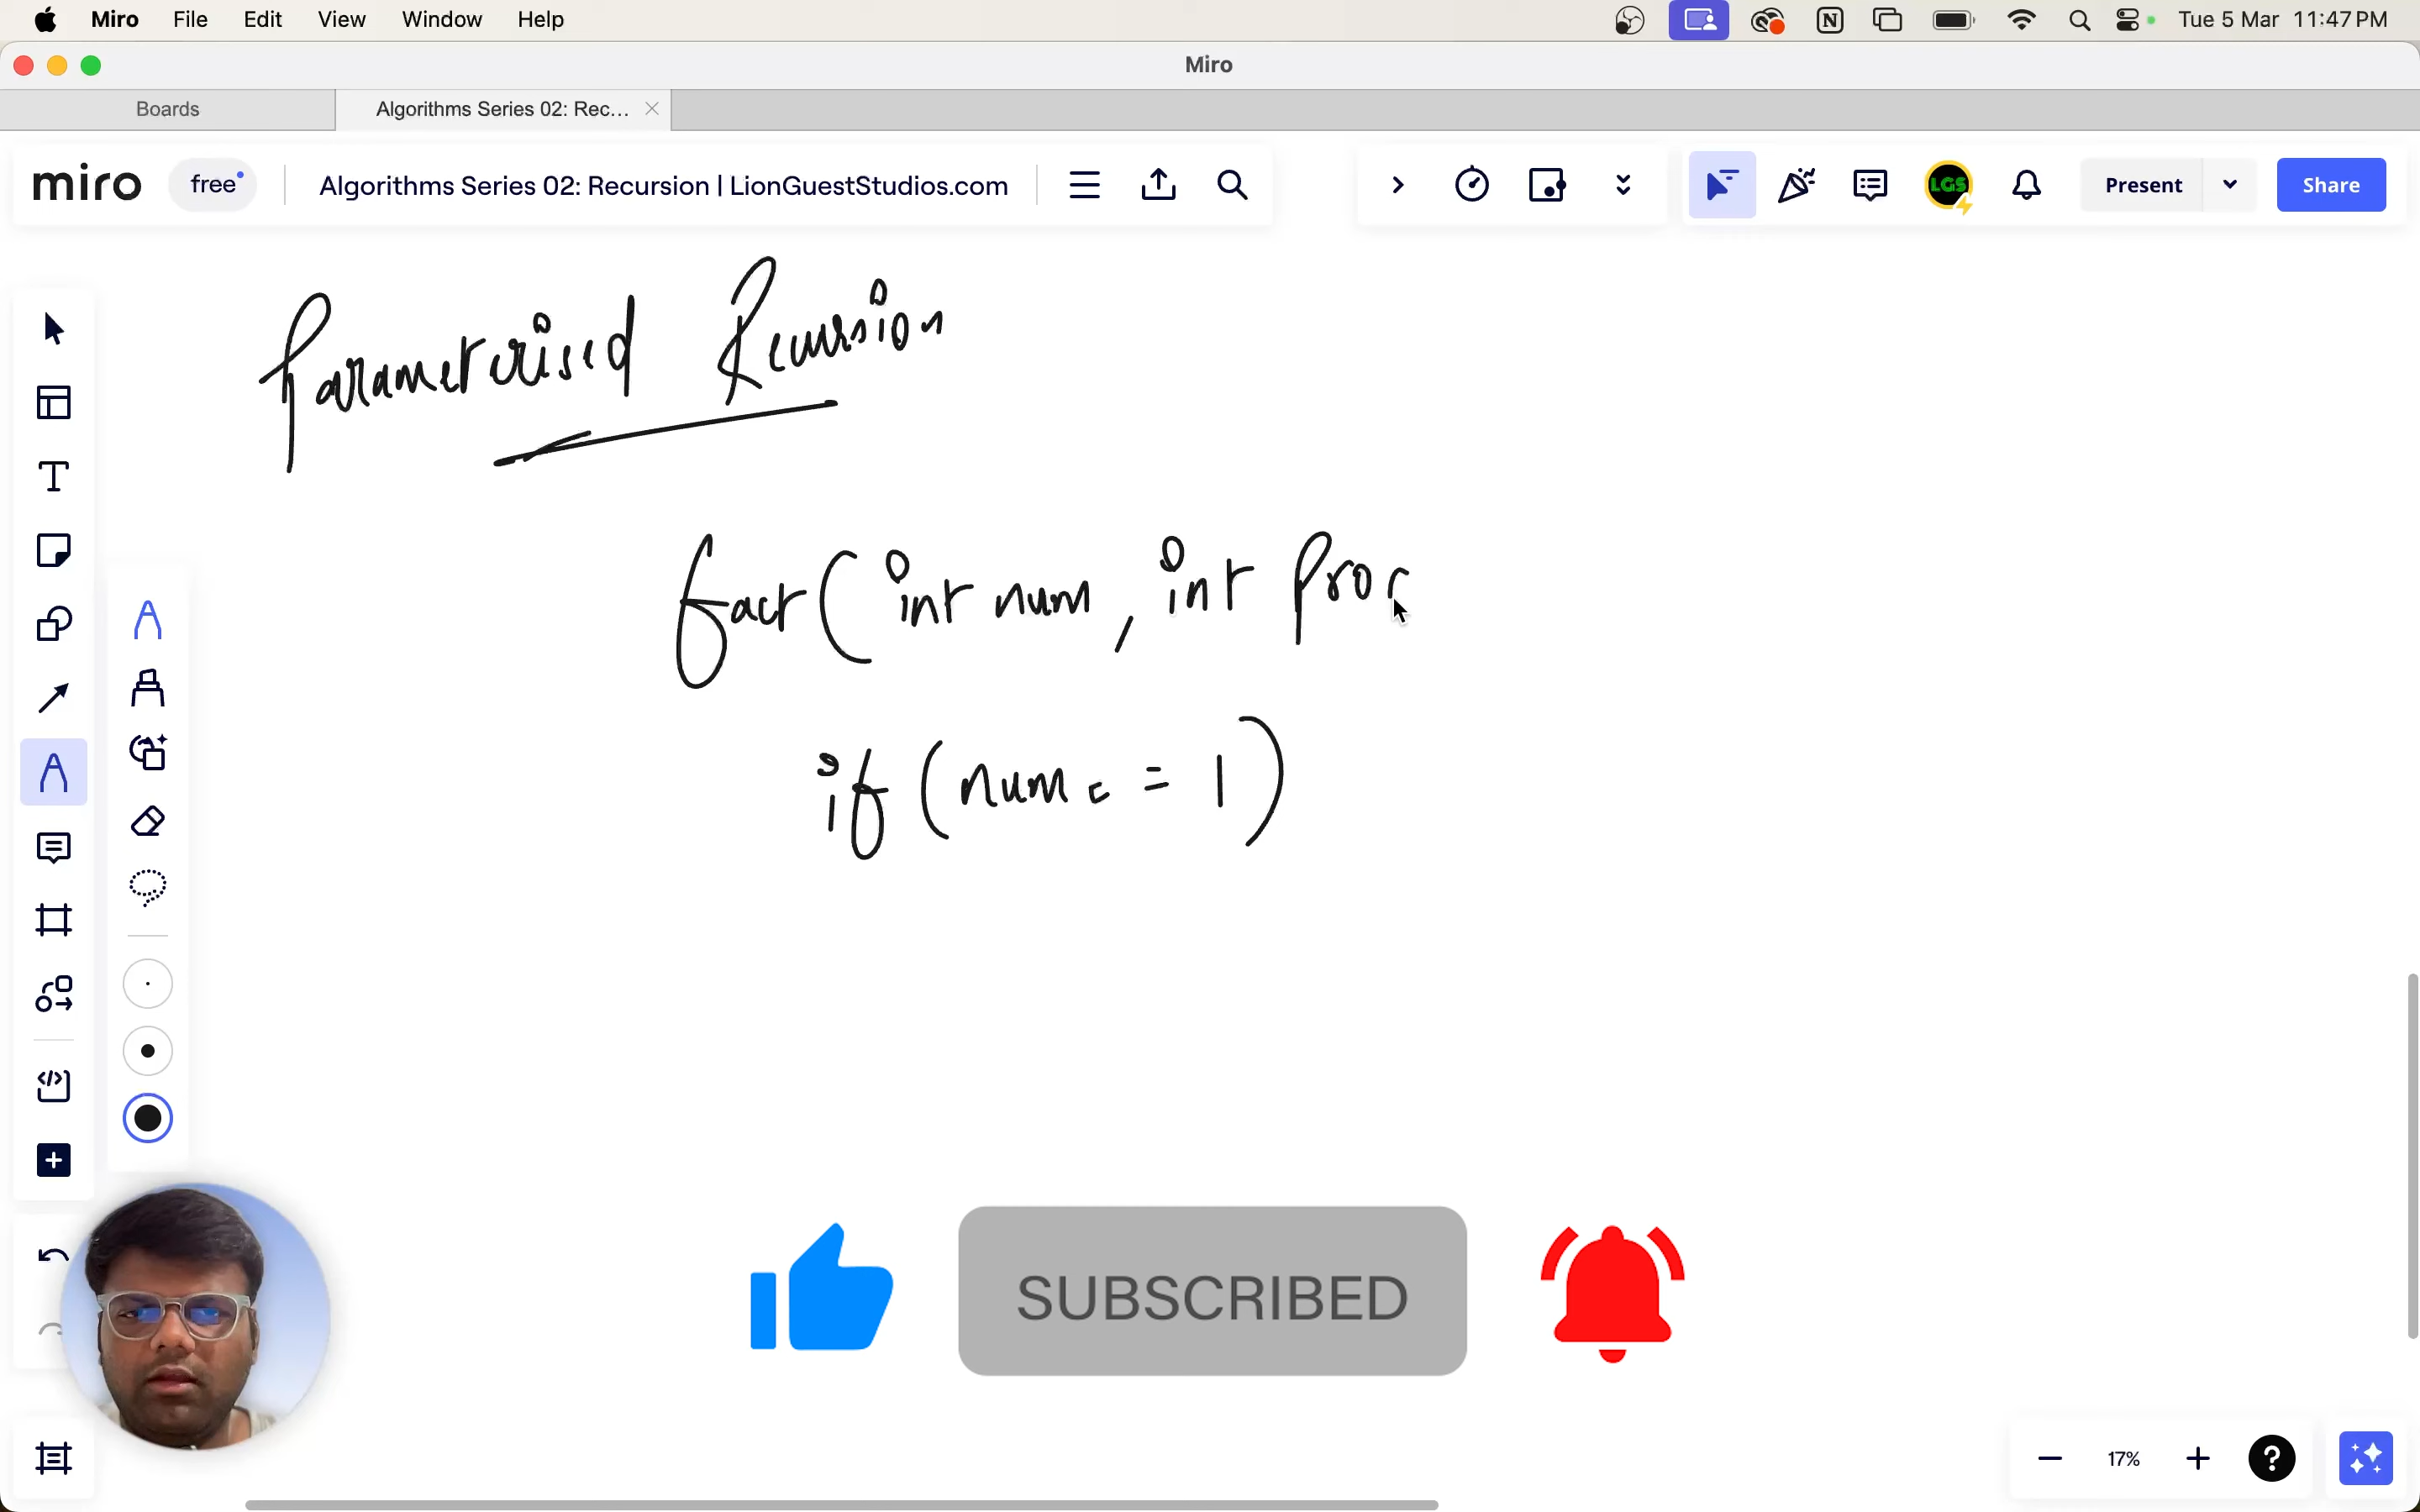 Miro File Edit View Window Help Tue 5 Mar 11:47 PM
Miro
Boards Algorithms Series 02: Rec...
miro free Algorithms Series 02: Recursion | LionGuestStudios.com LGS Present Share
Parameterised Recursion
fact( int num, int Pro
if (num <= 1)
SUBSCRIBED
17%